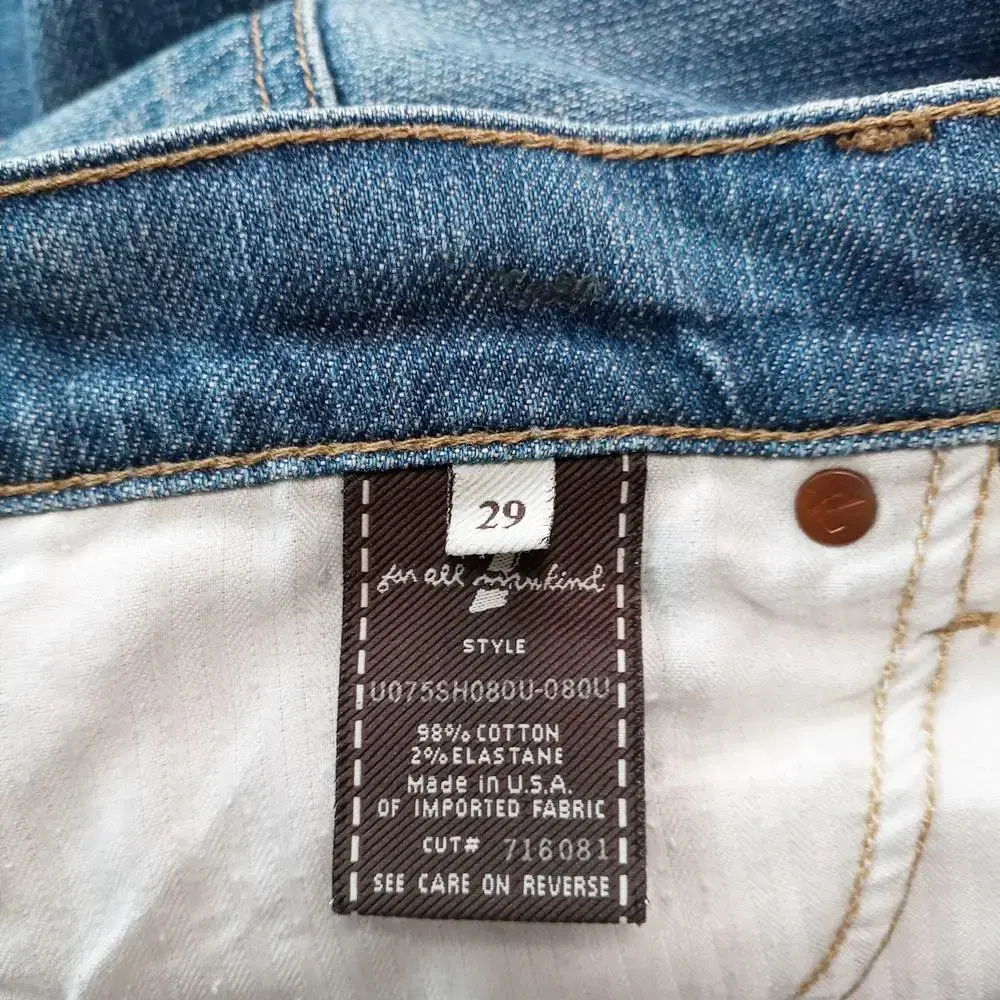 29
for all mankind
STYLE
U075SH080U-080U
98% COTTON
2% ELASTANE
Made in U.S.A.
OF IMPORTED FABRIC
CUT# 716081
SEE CARE ON REVERSE